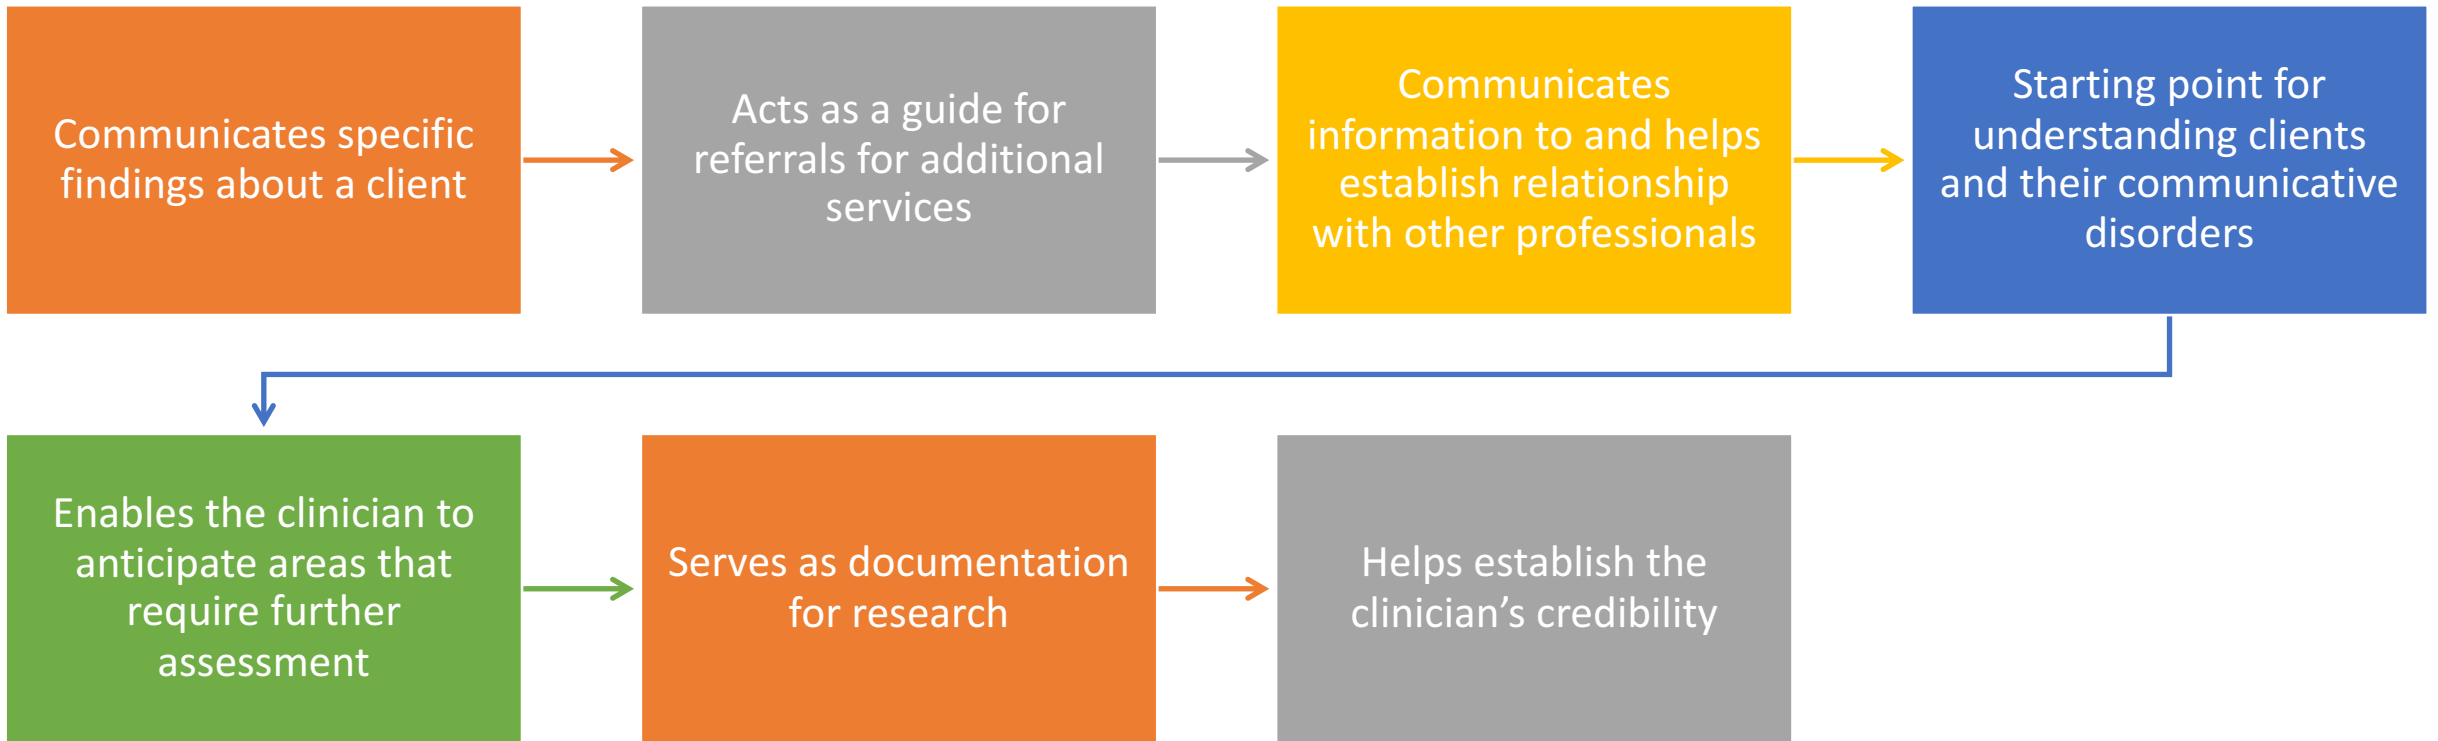 Communicates specific
findings about a client
Acts as a guide for
referrals for additional
services
Communicates
information to and helps
establish relationship
with other professionals
Starting point for
understanding clients
and their communicative
disorders
Enables the clinician to
anticipate areas that
require further
assessment
Serves as documentation
for research
Helps establish the
clinician’s credibility